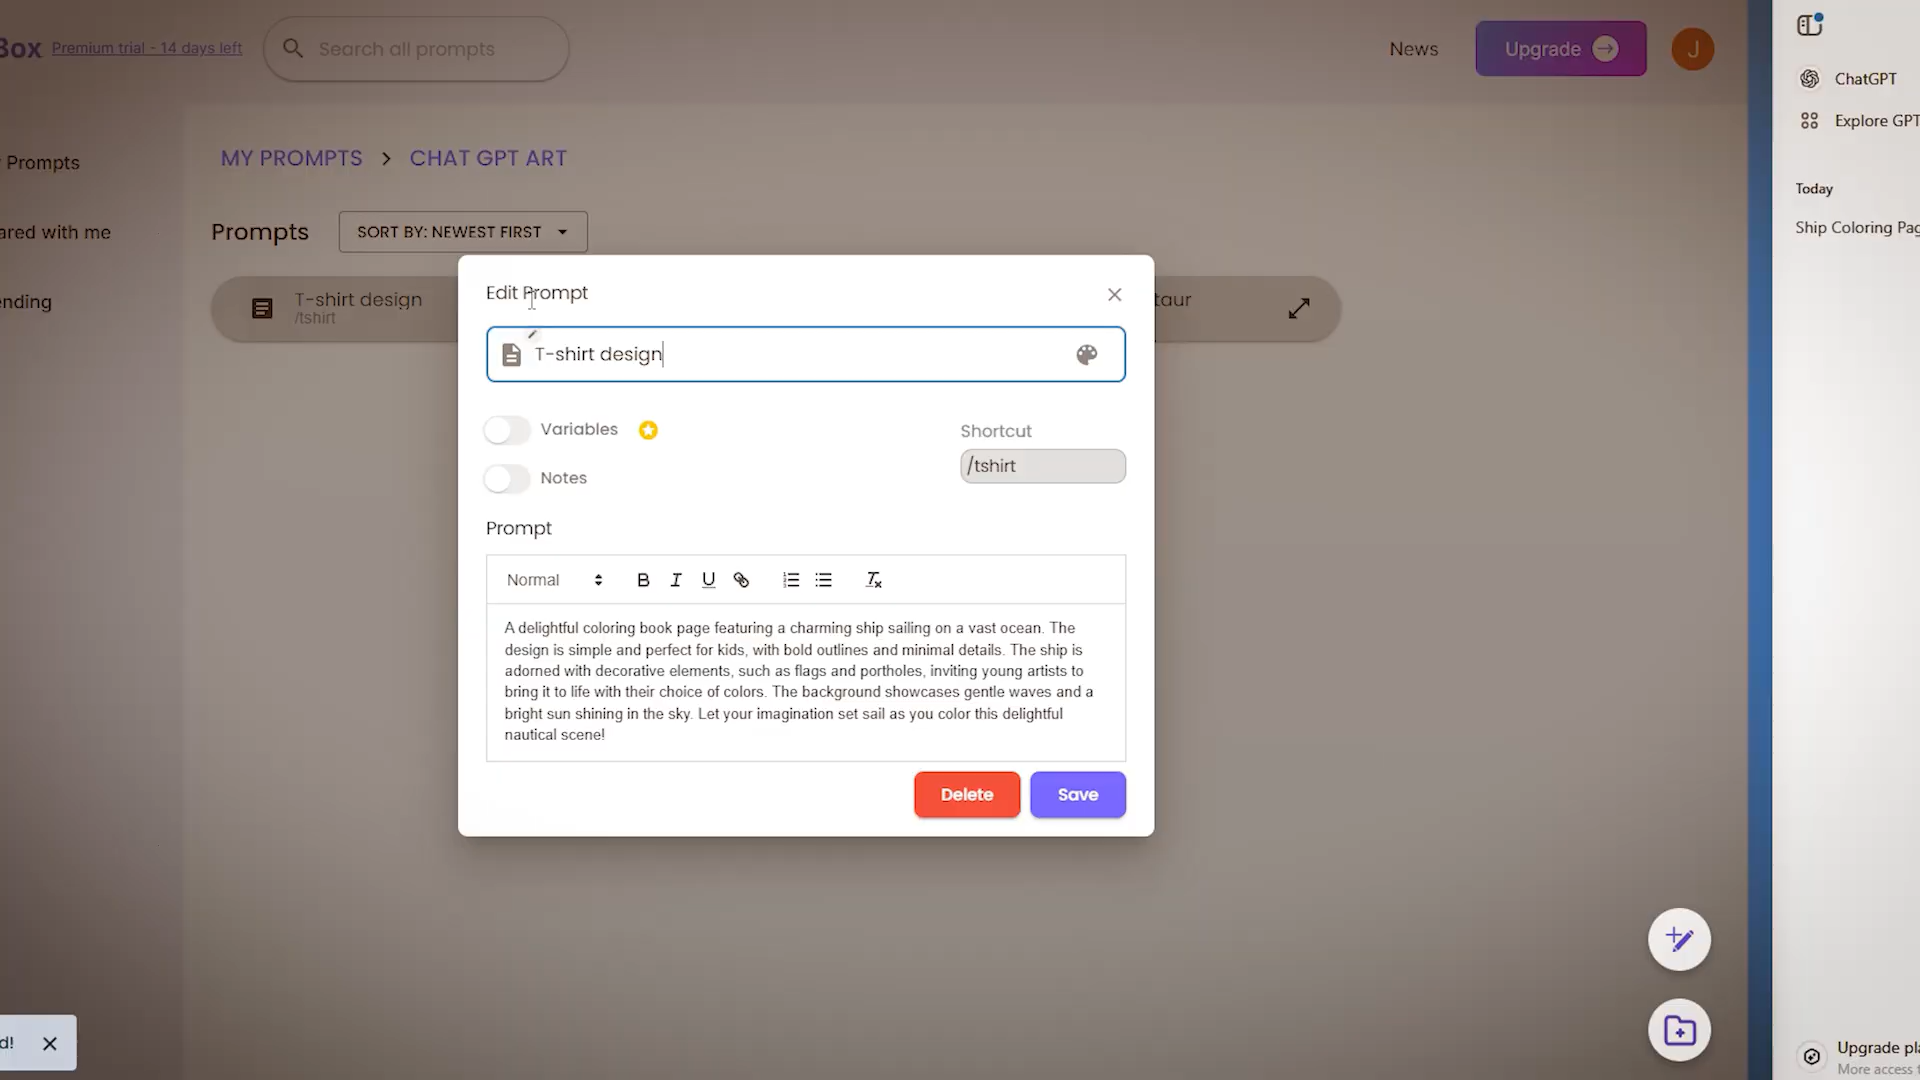 Box Premium trial - 14 days left
Search all prompts
News
Upgrade
J
ChatGPT
Explore GPT
Prompts
ared with me
ending
MY PROMPTS > CHAT GPT ART
Prompts
SORT BY: NEWEST FIRST
T-shirt design
/tshirt
taur
Today
Ship Coloring Pag
Edit Prompt
T-shirt design
Variables
Notes
Shortcut
/tshirt
Prompt
Normal
B I U
A delightful coloring book page featuring a charming ship sailing on a vast ocean. The
design is simple and perfect for kids, with bold outlines and minimal details. The ship is
adorned with decorative elements, such as flags and portholes, inviting young artists to
bring it to life with their choice of colors. The background showcases gentle waves and a
bright sun shining in the sky. Let your imagination set sail as you color this delightful
nautical scene!
Delete
Save
d!
Upgrade pla
More access t